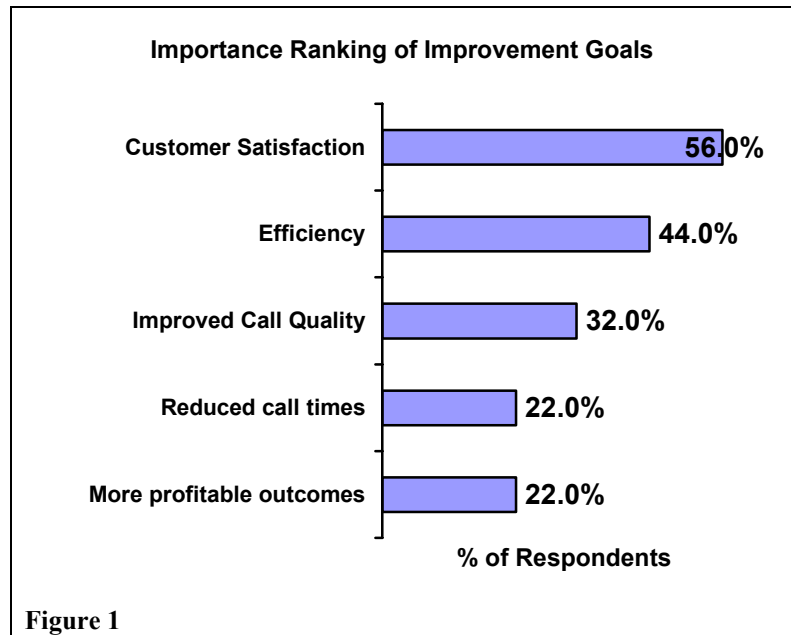 Importance Ranking of Improvement Goals
Customer Satisfaction 56.0%
Efficiency 44.0%
Improved Call Quality 32.0%
Reduced call times 22.0%
More profitable outcomes 22.0%
% of Respondents
Figure 1